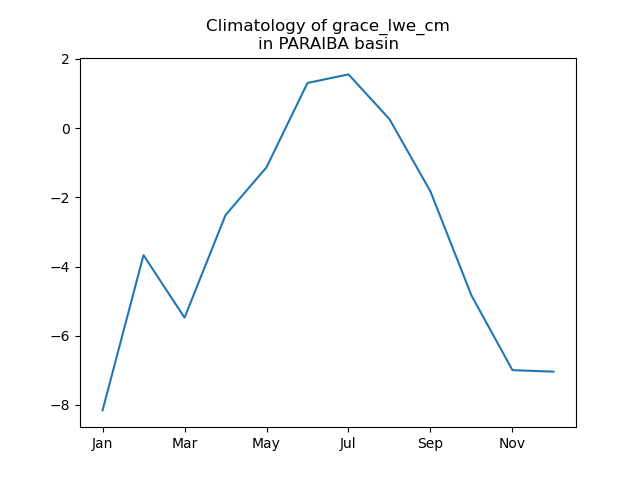 Climatology of grace_lwe_cm
in PARAIBA basin
2
0
−2
−4
−6
−8
Jan
Mar
May
Jul
Sep
Nov